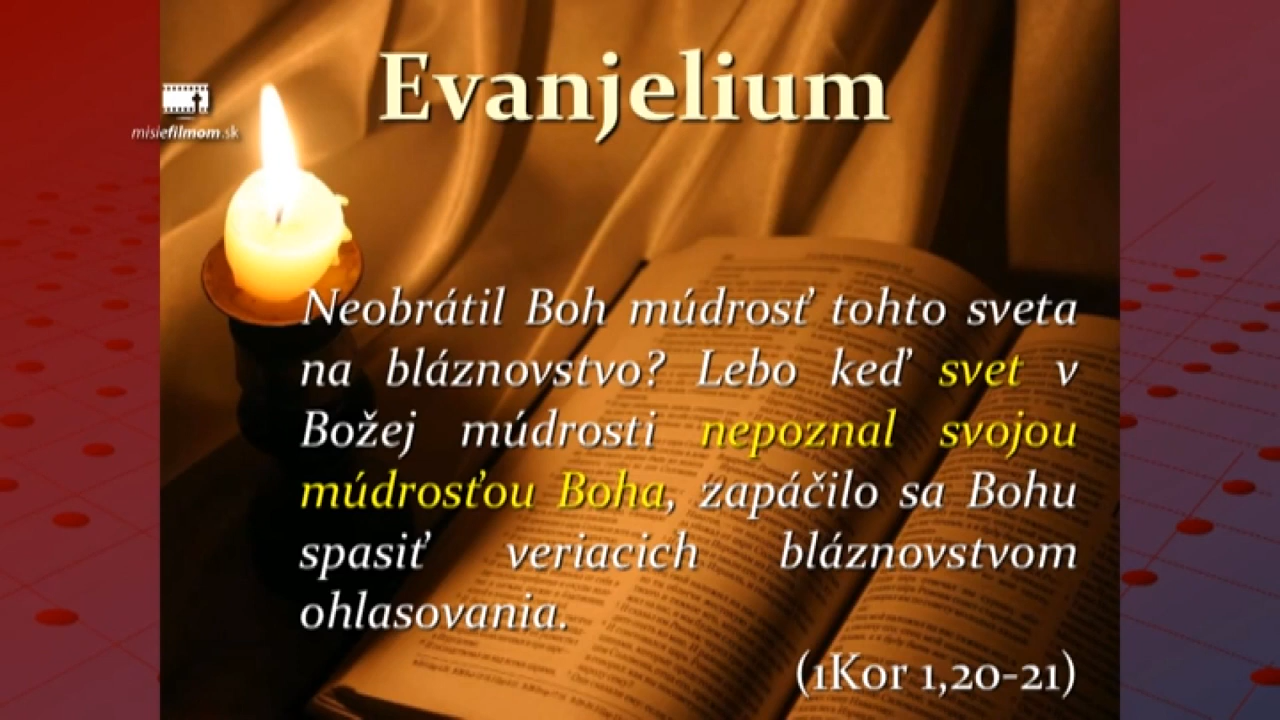 Evanjelium
misiefilmom.sk
Neobrátil Boh múdrosť tohto sveta
na bláznovstvo? Lebo keď svet v
Božej múdrosti nepoznal svojou
múdrosťou Boha, zapáčilo sa Bohu
spasiť veriacich bláznovstvom
ohlasovania.
(1Kor 1,20-21)